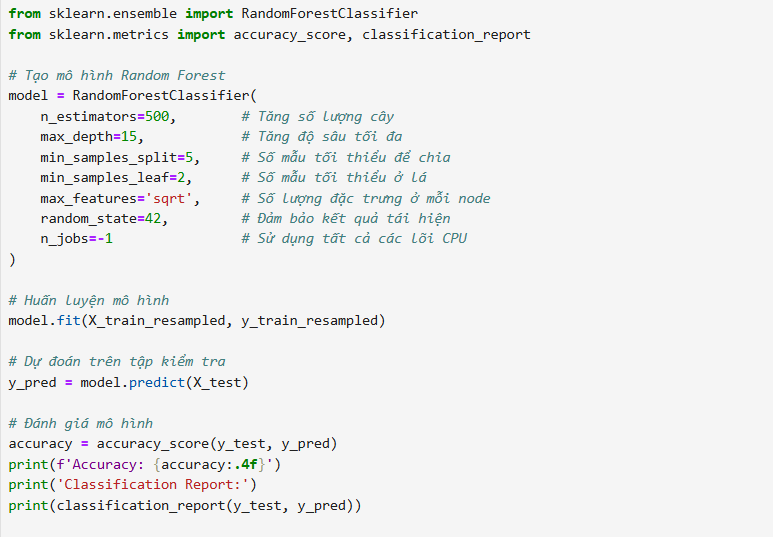 from sklearn.ensemble import RandomForestClassifier
from sklearn.metrics import accuracy_score, classification_report

# Tạo mô hình Random Forest
model = RandomForestClassifier(
    n_estimators=500,        # Tăng số lượng cây
    max_depth=15,            # Tăng độ sâu tối đa
    min_samples_split=5,     # Số mẫu tối thiểu để chia
    min_samples_leaf=2,      # Số mẫu tối thiểu ở lá
    max_features='sqrt',     # Số lượng đặc trưng ở mỗi node
    random_state=42,         # Đảm bảo kết quả tái hiện
    n_jobs=-1                # Sử dụng tất cả các lõi CPU
)

# Huấn luyện mô hình
model.fit(X_train_resampled, y_train_resampled)

# Dự đoán trên tập kiểm tra
y_pred = model.predict(X_test)

# Đánh giá mô hình
accuracy = accuracy_score(y_test, y_pred)
print(f'Accuracy: {accuracy:.4f}')
print('Classification Report:')
print(classification_report(y_test, y_pred))